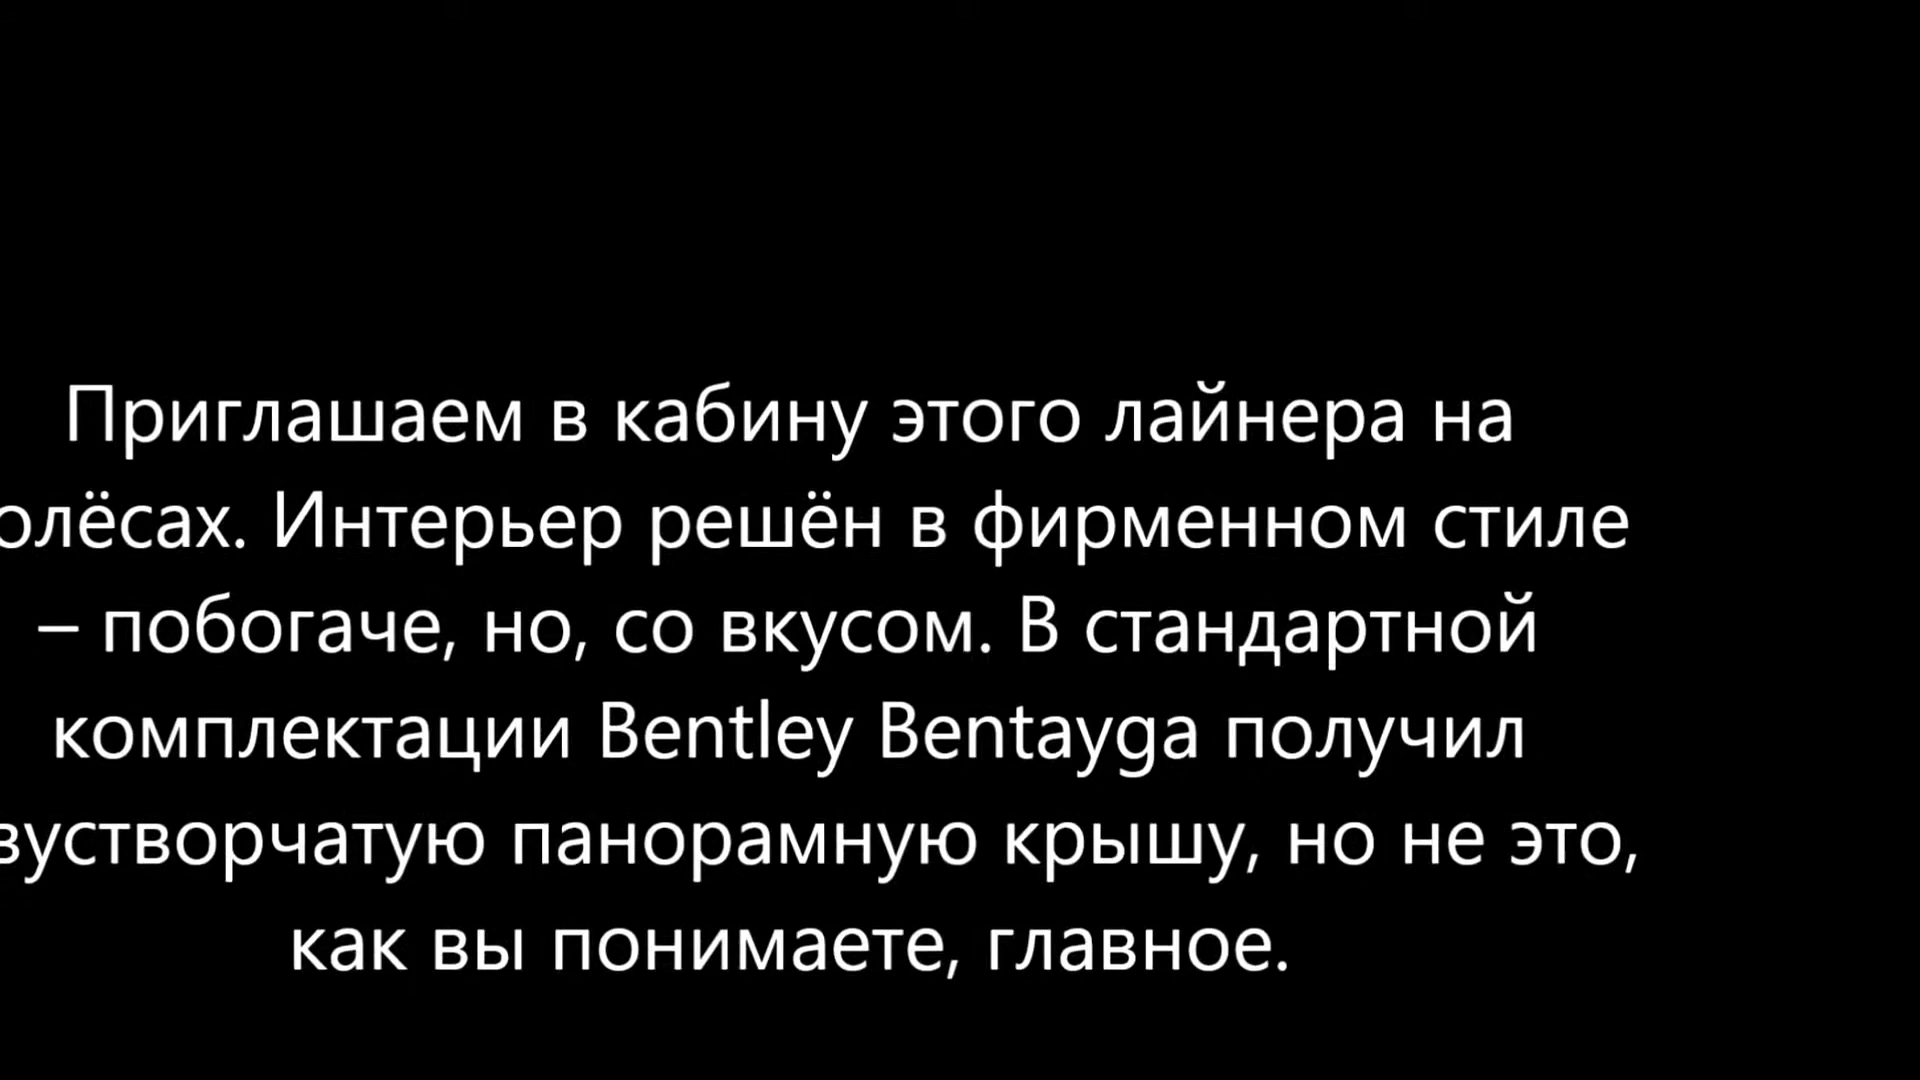 Приглашаем в кабину этого лайнера на
олёсах. Интерьер решён в фирменном стиле
– побогаче, но, со вкусом. В стандартной
комплектации Bentley Bentayga получил
вустворчатую панорамную крышу, но не это,
как вы понимаете, главное.